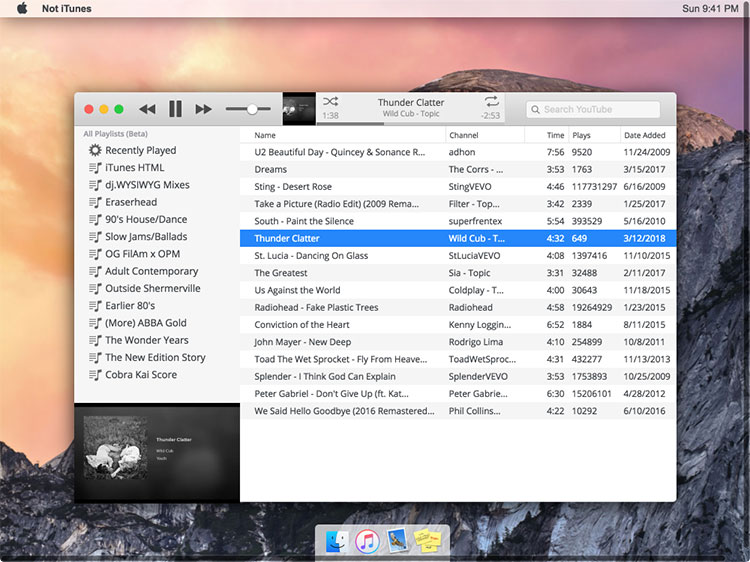 Not iTunes
Sun 9:41 PM
Thunder Clatter
1:38 Wild Cub - Topic -2:53
Search YouTube
All Playlists (Beta)
Recently Played
iTunes HTML
dj.WYSIWYG Mixes
Eraserhead
90's House/Dance
Slow Jams/Ballads
OG FilAm x OPM
Adult Contemporary
Outside Shermerville
Earlier 80's
(More) ABBA Gold
The Wonder Years
The New Edition Story
Cobra Kai Score
Thunder Clatter
Wild Cub
Youth
Name Channel Time Plays Date Added
U2 Beautiful Day - Quincey & Sonance R... adhon 7:56 9520 11/24/2009
Dreams The Corrs - ... 3:53 1763 3/15/2017
Sting - Desert Rose StingVEVO 4:46 117731297 6/16/2009
Take a Picture (Radio Edit) (2009 Rema... Filter - Top... 3:42 2339 1/25/2017
South - Paint the Silence superfrentex 5:54 393529 5/16/2010
Thunder Clatter Wild Cub - T... 4:32 649 3/12/2018
St. Lucia - Dancing On Glass StLuciaVEVO 4:08 1397416 11/10/2015
The Greatest Sia - Topic 3:31 32488 2/11/2017
Us Against the World Coldplay - T... 4:00 30643 11/18/2015
Radiohead - Fake Plastic Trees Radiohead 4:58 19264929 1/23/2015
Conviction of the Heart Kenny Loggin... 6:52 1884 8/11/2015
John Mayer - New Deep Rodrigo Lima 4:10 254899 10/8/2011
Toad The Wet Sprocket - Fly From Heave... ToadWetSproc... 4:31 432277 11/13/2013
Splender - I Think God Can Explain SplenderVEVO 3:53 1753893 10/25/2009
Peter Gabriel - Don't Give Up (ft. Kat... Peter Gabrie... 6:30 15206101 4/28/2012
We Said Hello Goodbye (2016 Remastered... Phil Collins... 4:22 10292 6/10/2016